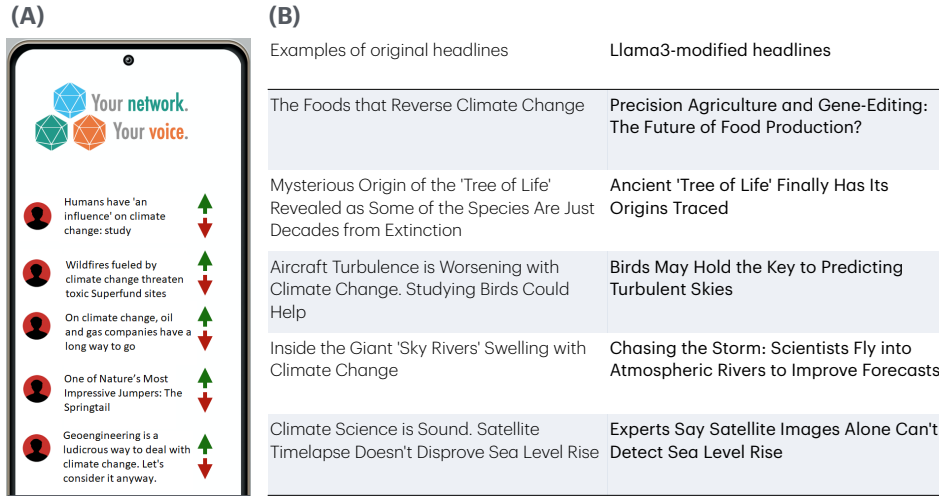 (A)
Your network.
Your voice.
Humans have 'an
influence' on climate
change: study
Wildfires fueled by
climate change threaten
toxic Superfund sites
On climate change, oil
and gas companies have a
long way to go
One of Nature's Most
Impressive Jumpers: The
Springtail
Geoengineering is a
ludicrous way to deal with
climate change. Let's
consider it anyway.
(B)
Examples of original headlines
Llama3-modified headlines
The Foods that Reverse Climate Change
Precision Agriculture and Gene-Editing:
The Future of Food Production?
Mysterious Origin of the 'Tree of Life'
Revealed as Some of the Species Are Just
Decades from Extinction
Ancient 'Tree of Life' Finally Has Its
Origins Traced
Aircraft Turbulence is Worsening with
Climate Change. Studying Birds Could
Help
Birds May Hold the Key to Predicting
Turbulent Skies
Inside the Giant 'Sky Rivers' Swelling with
Climate Change
Chasing the Storm: Scientists Fly into
Atmospheric Rivers to Improve Forecasts
Climate Science is Sound. Satellite
Timelapse Doesn't Disprove Sea Level Rise
Experts Say Satellite Images Alone Can't
Detect Sea Level Rise